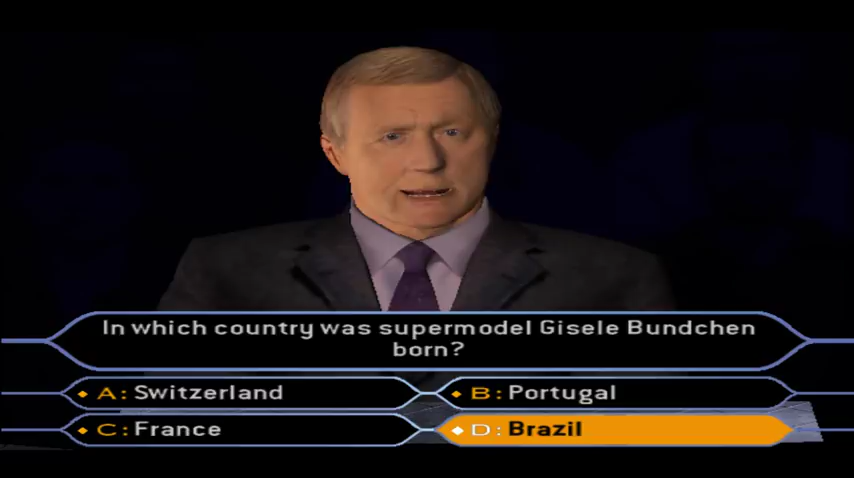 In which country was supermodel Gisele Bundchen
born?
A: Switzerland
B: Portugal
C: France
D: Brazil